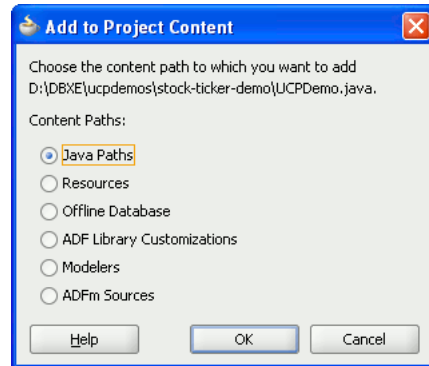 Add to Project Content
Choose the content path to which you want to add
D:\DBXE\ucpdemos\stock-ticker-demo\UCPDemo.java.
Content Paths:
Java Paths
Resources
Offline Database
ADF Library Customizations
Modelers
ADFm Sources
Help OK Cancel